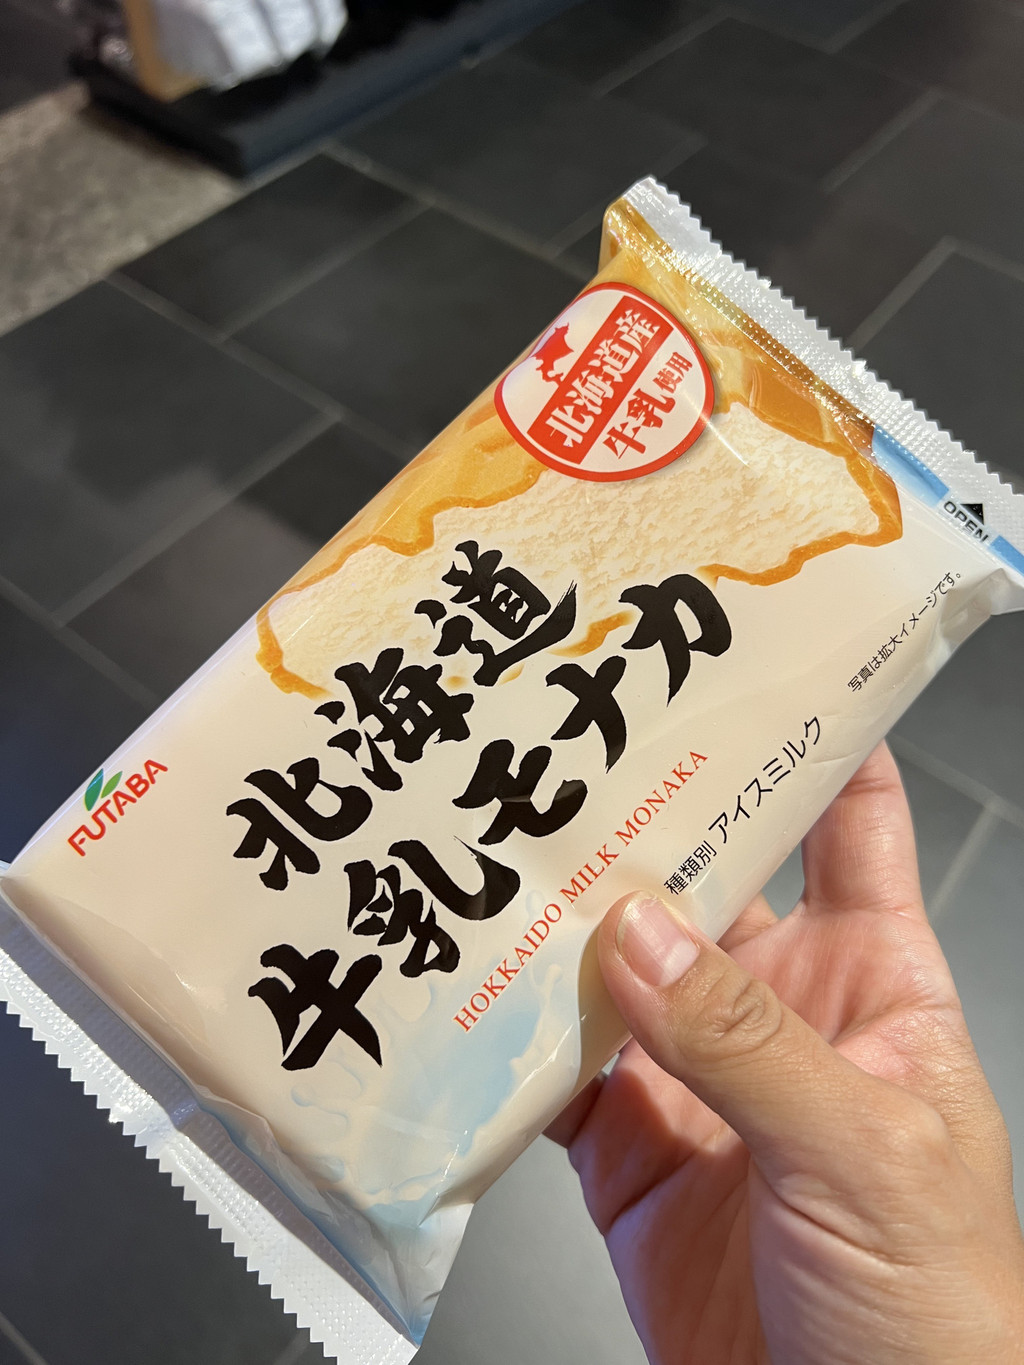 北海道産
牛乳使用
OPEN
北海道
牛乳モナカ
HOKKAIDO MILK MONAKA
種類別 アイスミルク
写真は拡大イメージです。
FUTABA